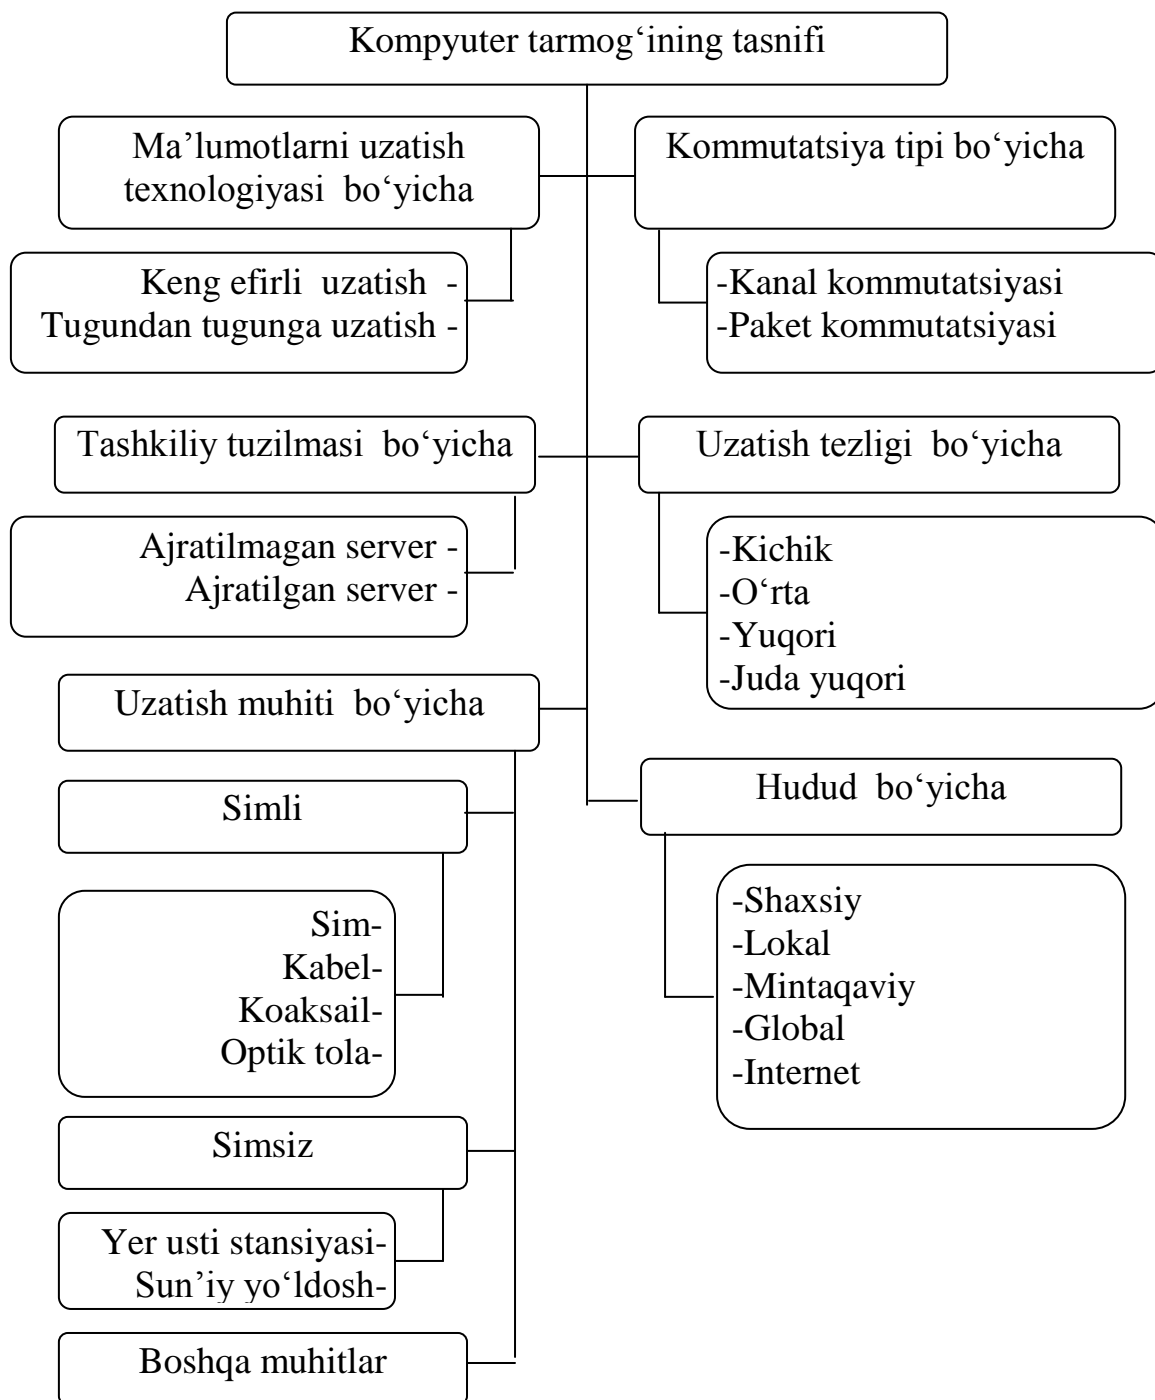 Kompyuter tarmog‘ining tasnifi
Ma’lumotlarni uzatish
texnologiyasi bo‘yicha
Keng efirli uzatish -
Tugundan tugunga uzatish -
Kommutatsiya tipi bo‘yicha
-Kanal kommutatsiyasi
-Paket kommutatsiyasi
Tashkiliy tuzilmasi bo‘yicha
Ajratilmagan server -
Ajratilgan server -
Uzatish tezligi bo‘yicha
-Kichik
-O‘rta
-Yuqori
-Juda yuqori
Uzatish muhiti bo‘yicha
Simli
Sim-
Kabel-
Koaksail-
Optik tola-
Simsiz
Yer usti stansiyasi-
Sun’iy yo‘ldosh-
Boshqa muhitlar
Hudud bo‘yicha
-Shaxsiy
-Lokal
-Mintaqaviy
-Global
-Internet